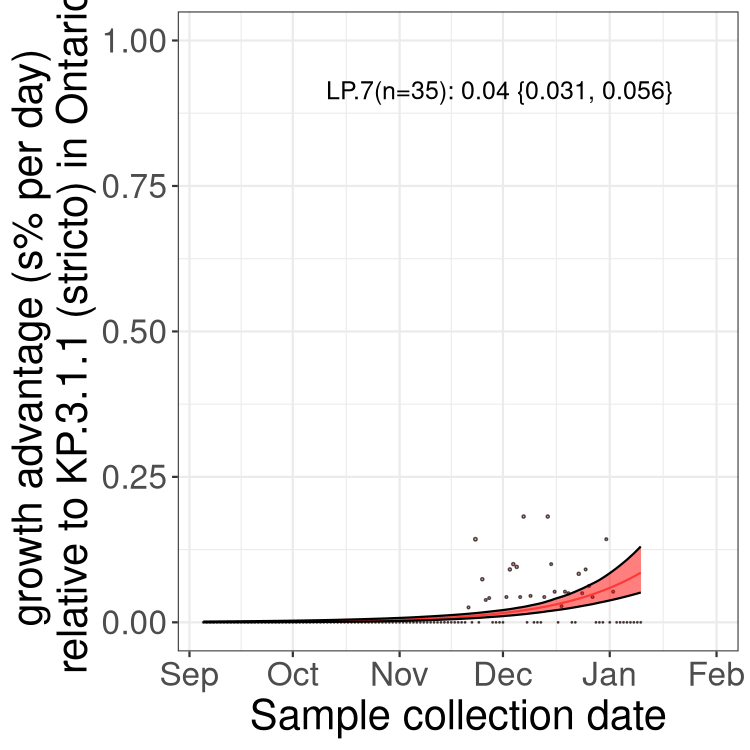 growth advantage (s% per day)
relative to KP.3.1.1 (stricto) in Ontario
1.00
0.75
0.50
0.25
0.00
LP.7(n=35): 0.04 {0.031, 0.056}
Sep Oct Nov Dec Jan Feb
Sample collection date